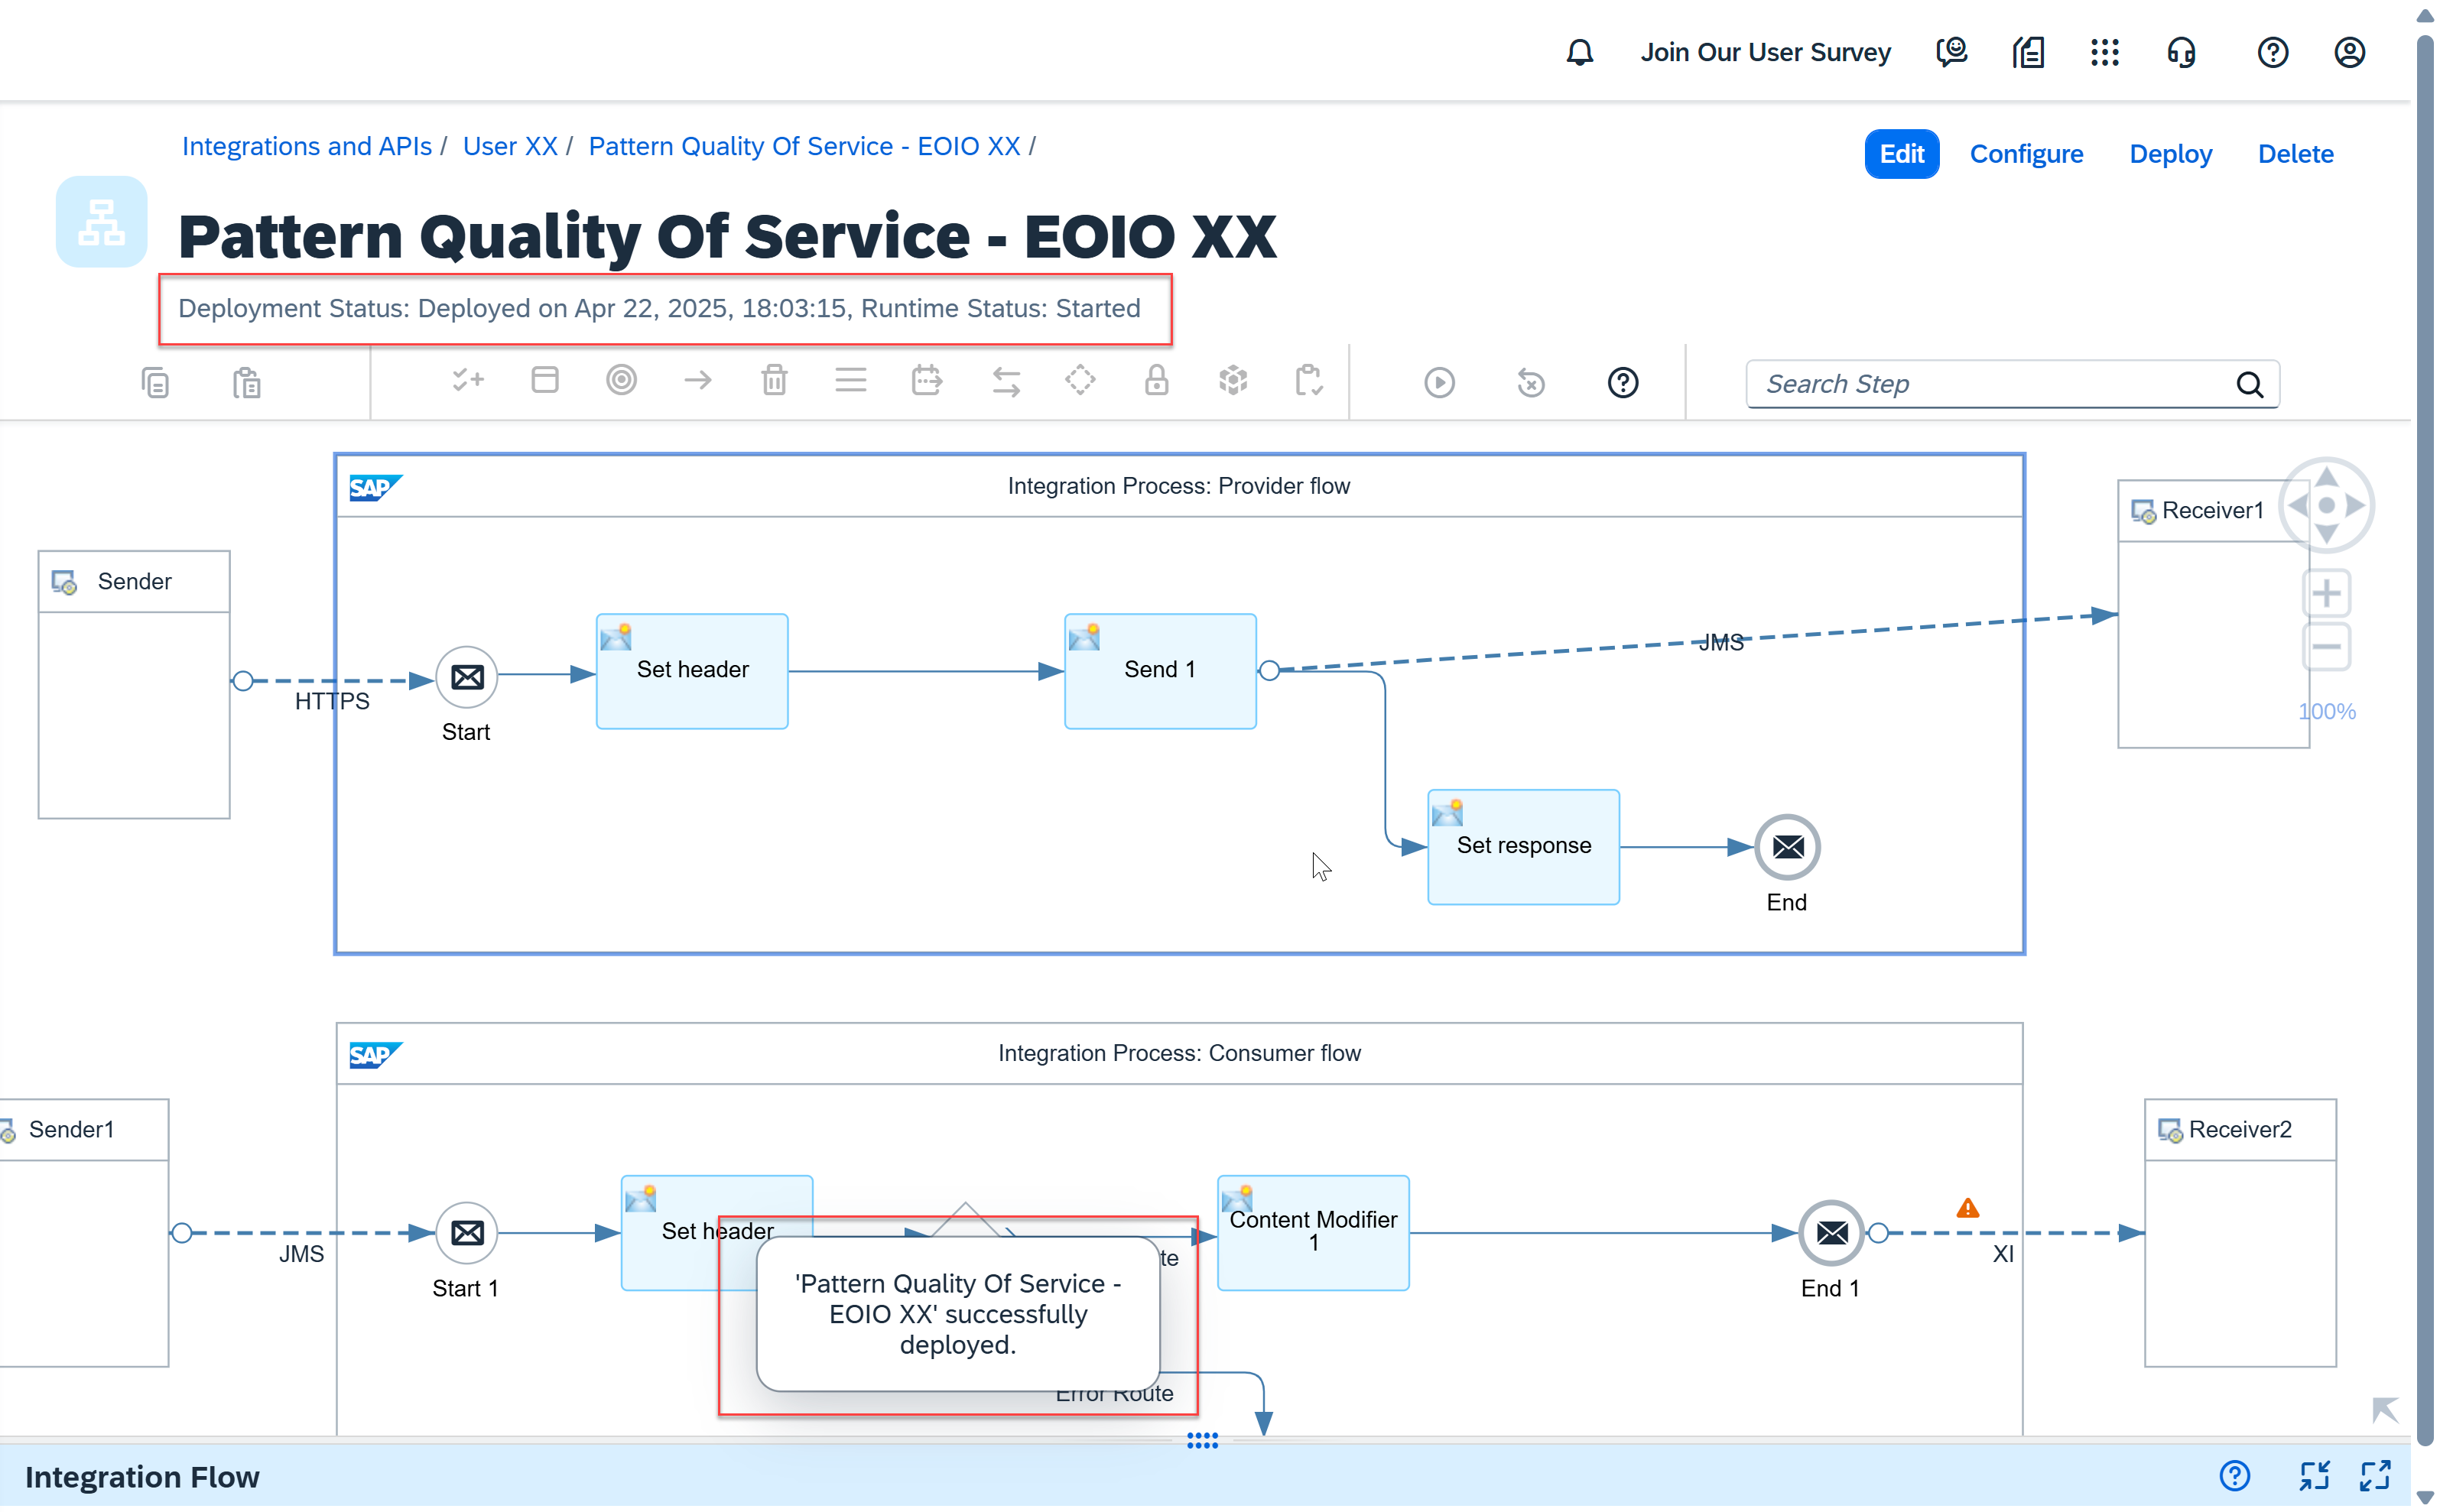 Join Our User Survey
Integrations and APIs / User XX / Pattern Quality Of Service - EOIO XX /
Edit Configure Deploy Delete
Pattern Quality Of Service - EOIO XX
Deployment Status: Deployed on Apr 22, 2025, 18:03:15, Runtime Status: Started
Search Step
SAP
Integration Process: Provider flow
Receiver1
Sender
HTTPS
Start
Set header
Send 1
JMS
100%
Set response
End
SAP
Integration Process: Consumer flow
Sender1
Receiver2
JMS
Start 1
Set header
te
Content Modifier
1
End 1
XI
'Pattern Quality Of Service -
EOIO XX' successfully
deployed.
Error Route
Integration Flow